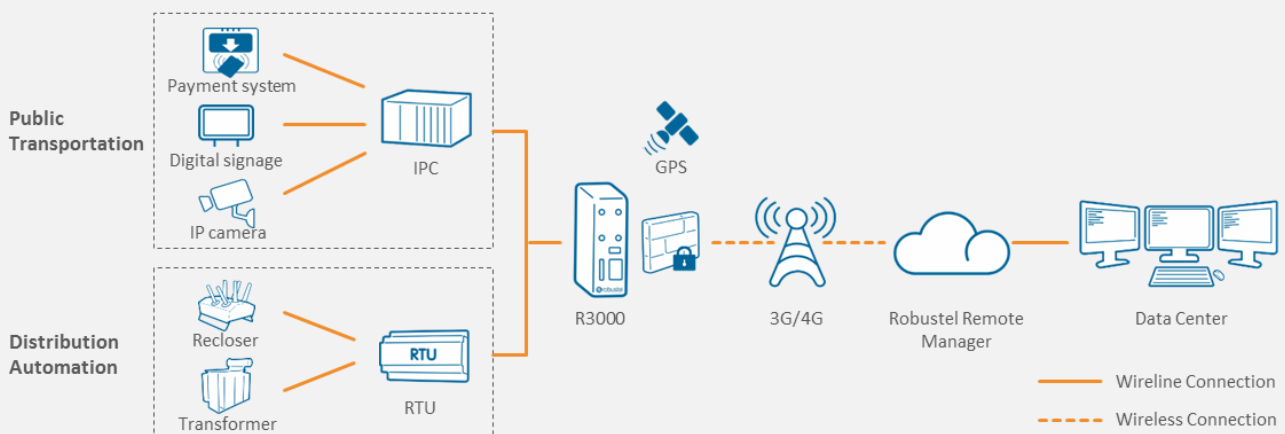 Public
Transportation
Payment system
Digital signage
IP camera
IPC
Distribution
Automation
Recloser
Transformer
RTU
RTU
GPS
robustel
R3000
3G/4G
Robustel Remote
Manager
Data Center
Wireline Connection
Wireless Connection